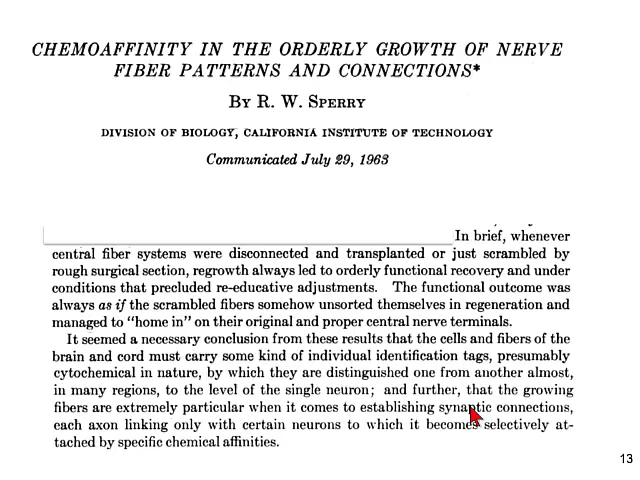 CHEMOAFFINITY IN THE ORDERLY GROWTH OF NERVE
FIBER PATTERNS AND CONNECTIONS*
BY R. W. SPERRY
DIVISION OF BIOLOGY, CALIFORNIA INSTITUTE OF TECHNOLOGY
Communicated July 29, 1963
In brief, whenever
central fiber systems were disconnected and transplanted or just scrambled by
rough surgical section, regrowth always led to orderly functional recovery and under
conditions that precluded re-educative adjustments. The functional outcome was
always as if the scrambled fibers somehow unsorted themselves in regeneration and
managed to "home in" on their original and proper central nerve terminals.
It seemed a necessary conclusion from these results that the cells and fibers of the
brain and cord must carry some kind of individual identification tags, presumably
cytochemical in nature, by which they are distinguished one from another almost,
in many regions, to the level of the single neuron; and further, that the growing
fibers are extremely particular when it comes to establishing synaptic connections,
each axon linking only with certain neurons to which it becomes selectively at-
tached by specific chemical affinities.
13